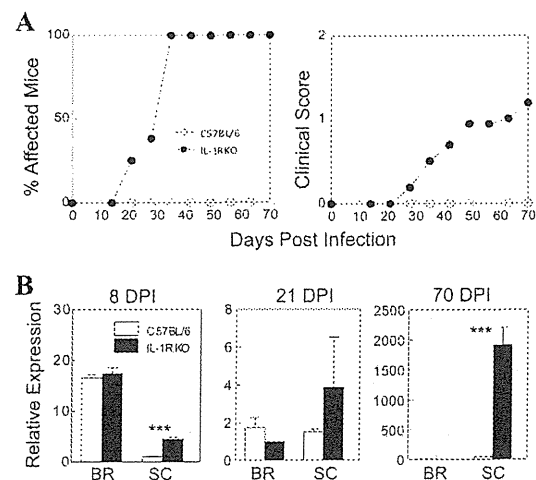 A
100
50
0
% Affected Mice
C57BL/6
IL-1RKO
0 10 20 30 40 50 60 70
2
1
0
Clinical Score
0 10 20 30 40 50 60 70
Days Post Infection
B
8 DPI
21 DPI
70 DPI
Relative Expression
30
20
10
0
C57BL/6
IL-1RKO
***
BR SC
8
6
4
2
0
BR SC
2500
2000
1500
1000
500
0
***
BR SC